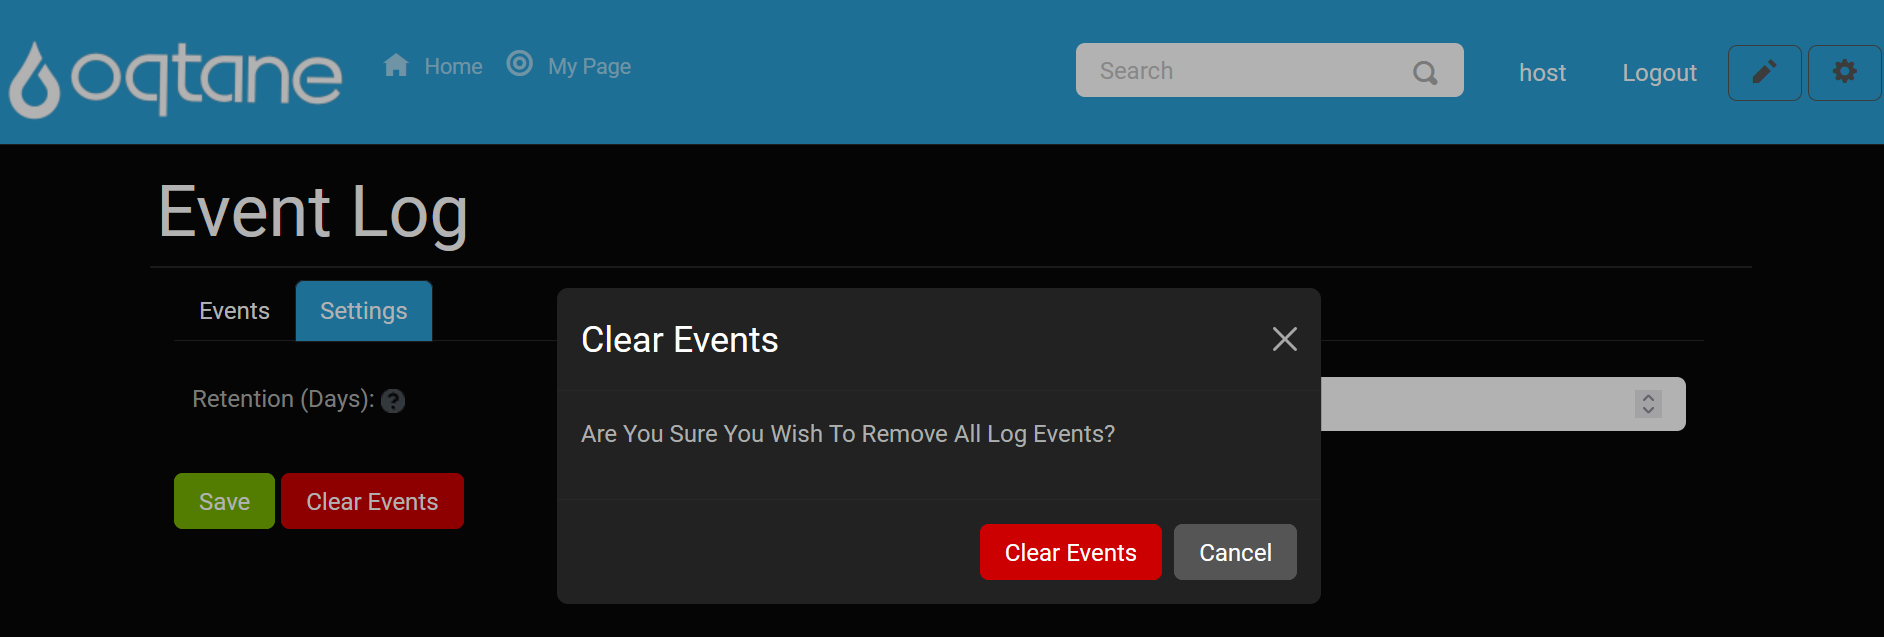 oqtane
Home
My Page
Search
host
Logout
Event Log
Events
Settings
Clear Events
Retention (Days):
Are You Sure You Wish To Remove All Log Events?
Save
Clear Events
Clear Events
Cancel